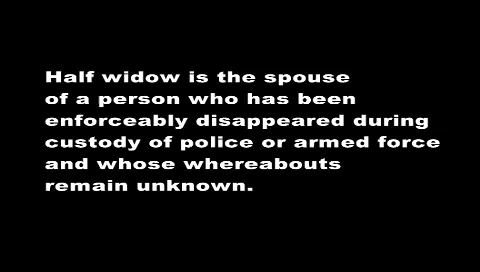 Half widow is the spouse
of a person who has been
enforceably disappeared during
custody of police or armed force
and whose whereabouts
remain unknown.